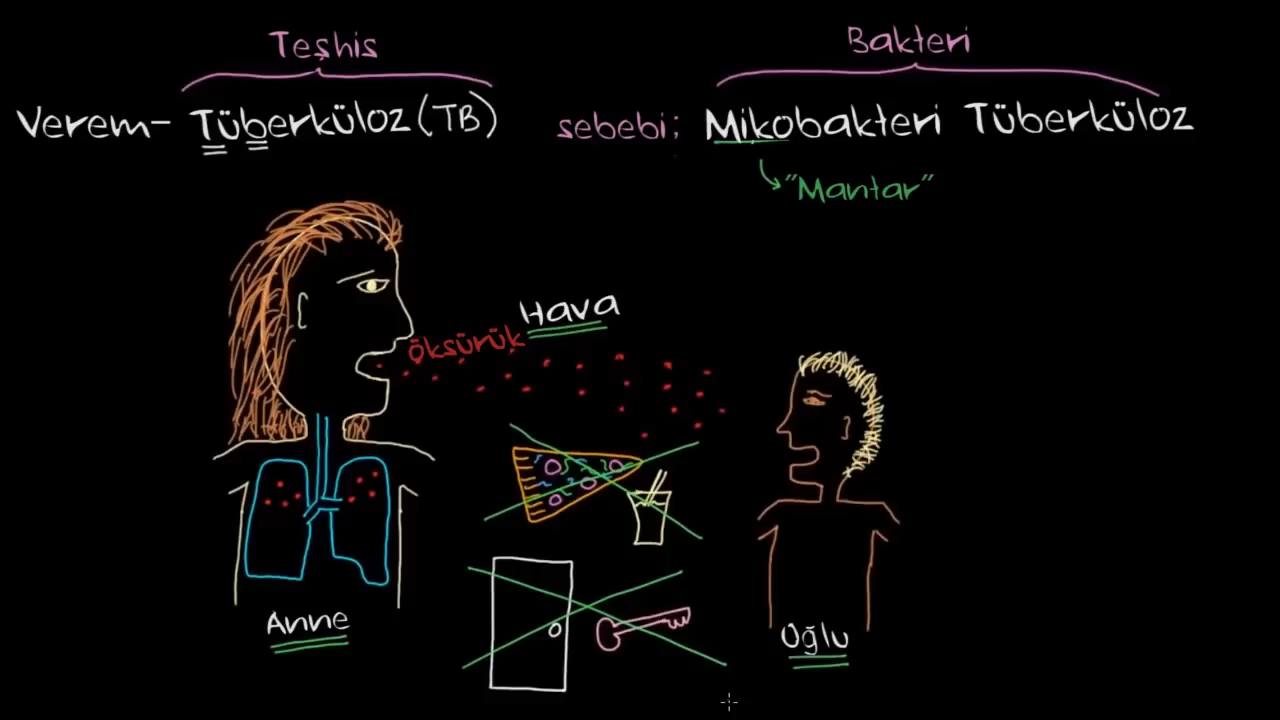 Teşhis
Bakteri
Verem- Tüberküloz (TB) sebebi; Mikobakteri Tüberküloz
"Mantar"
Hava
öksürük
Anne
Oğlu